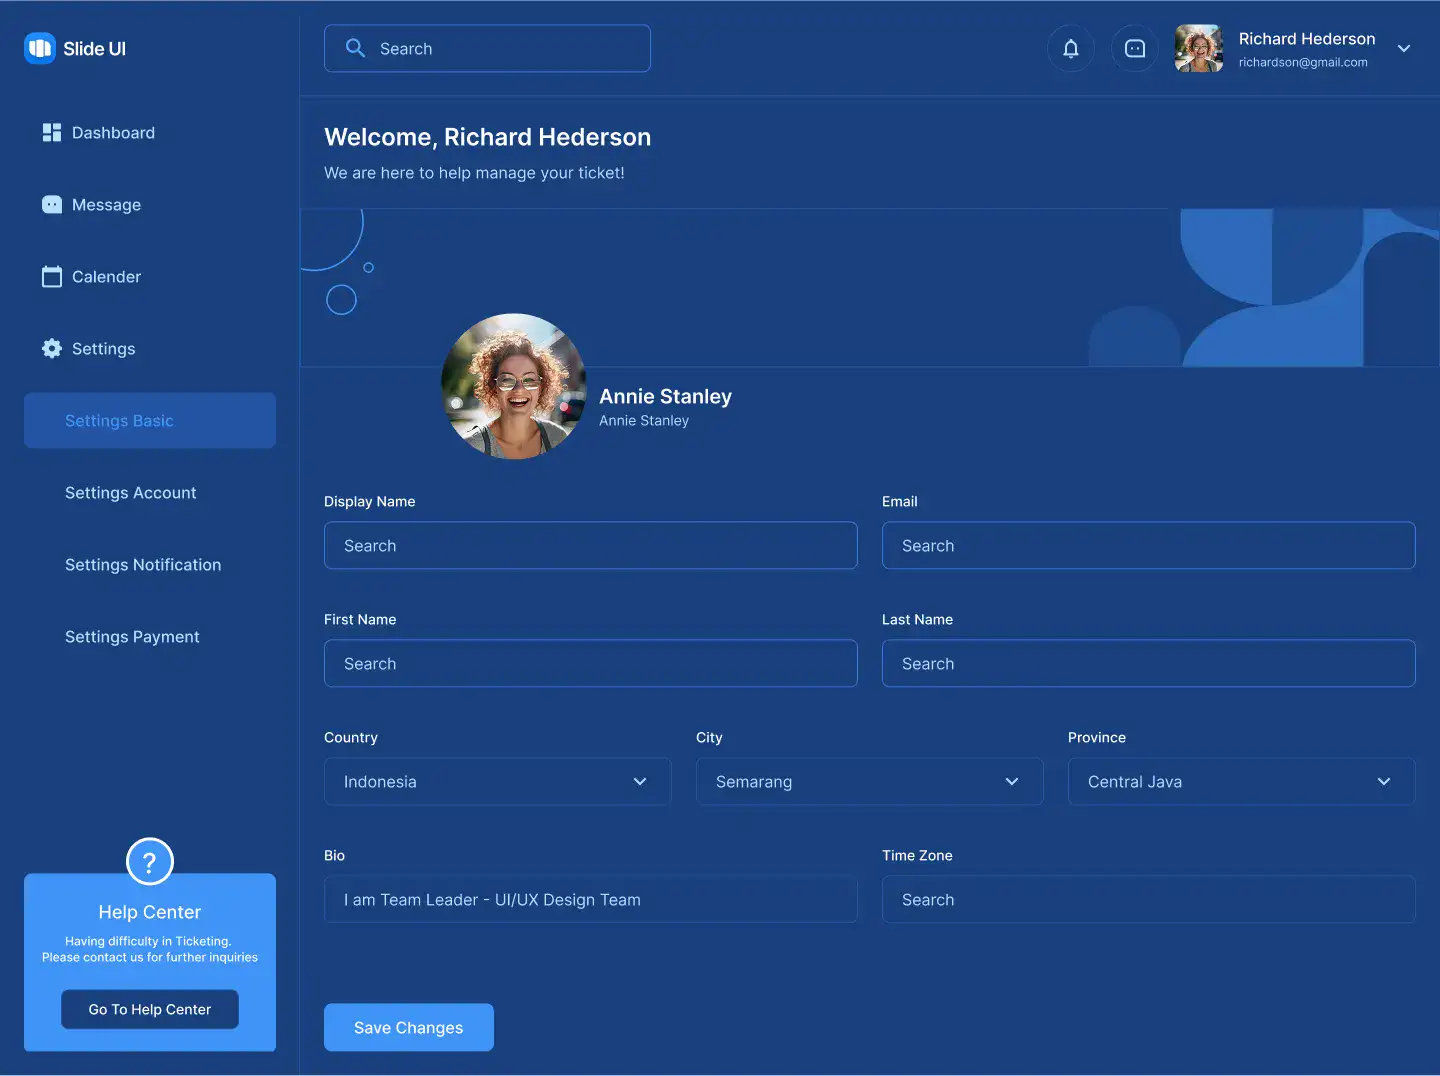 Slide UI
Search
Richard Hederson
richardson@gmail.com
Dashboard
Message
Calender
Settings
Settings Basic
Settings Account
Settings Notification
Settings Payment
?
Help Center
Having difficulty in Ticketing.
Please contact us for further inquiries
Go To Help Center
Welcome, Richard Hederson
We are here to help manage your ticket!
Annie Stanley
Annie Stanley
Display Name
Search
Email
Search
First Name
Search
Last Name
Search
Country
Indonesia
City
Semarang
Province
Central Java
Bio
I am Team Leader - UI/UX Design Team
Time Zone
Search
Save Changes